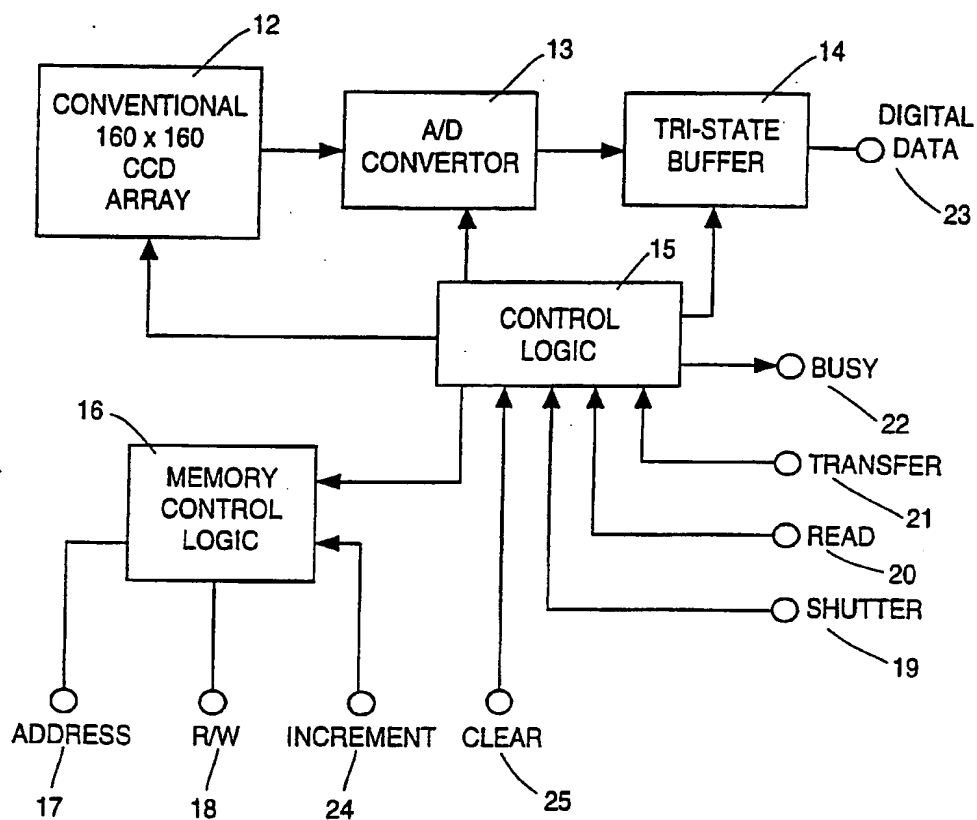 12
CONVENTIONAL
160 x 160
CCD
ARRAY
13
A/D
CONVERTOR
14
TRI-STATE
BUFFER
DIGITAL
DATA
23
15
CONTROL
LOGIC
BUSY
22
16
MEMORY
CONTROL
LOGIC
TRANSFER
21
READ
20
SHUTTER
19
ADDRESS
17
R/W
18
INCREMENT
24
CLEAR
25